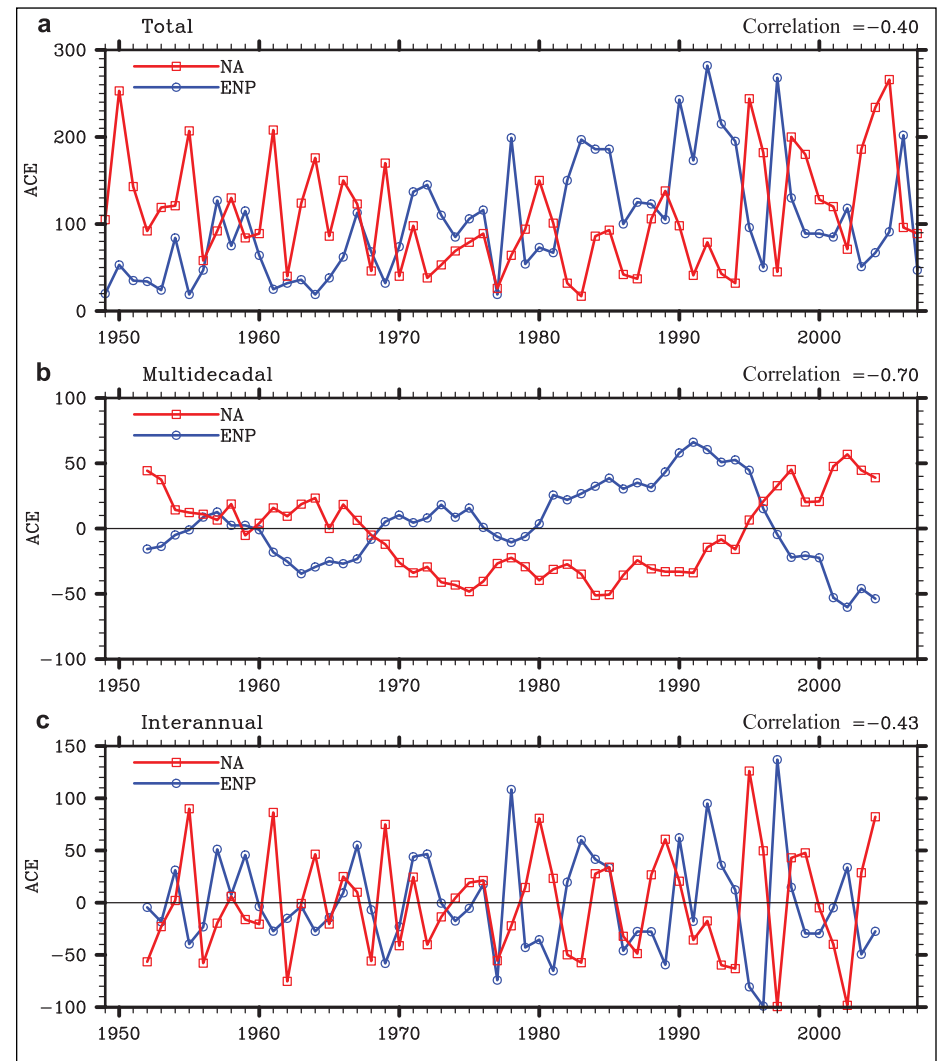 a Total Correlation =−0.40
300
NA
ENP
200
ACE
100
0
1950 1960 1970 1980 1990 2000
b Multidecadal Correlation =−0.70
100
NA
ENP
50
ACE
0
−50
−100
1950 1960 1970 1980 1990 2000
c Interannual Correlation =−0.43
150
NA
ENP
100
50
ACE
0
−50
−100
1950 1960 1970 1980 1990 2000